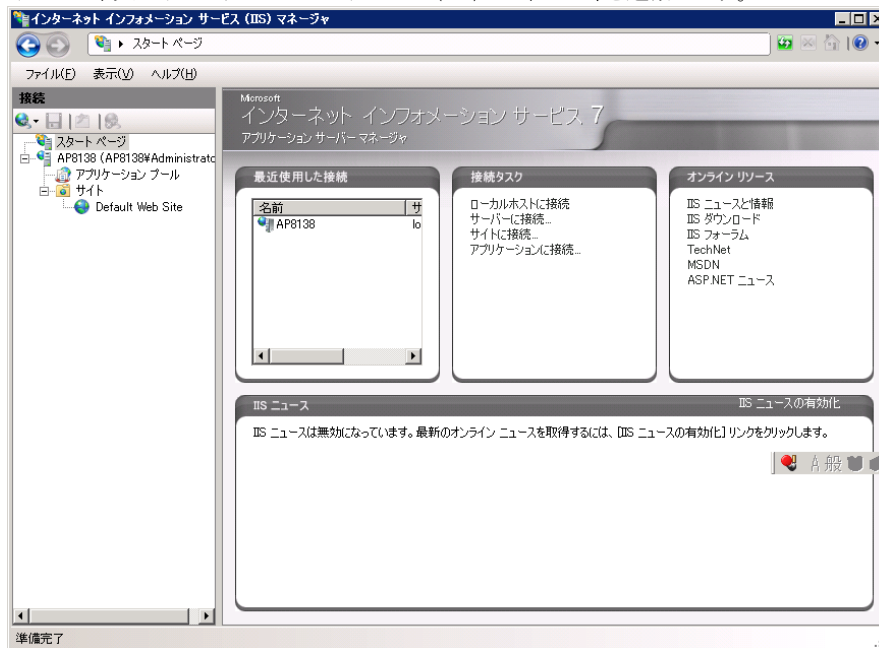 インターネット インフォメーション サービス (IIS) マネージャ
スタート ページ
ファイル(F) 表示(V) ヘルプ(H)
接続
スタート ページ
AP8138 (AP8138¥Administrato
アプリケーション プール
サイト
Default Web Site
Microsoft
インターネット インフォメーション サービス 7
アプリケーション サーバー マネージャ
最近使用した接続
名前 サ
AP8138 lo
接続タスク
ローカルホストに接続
サーバーに接続...
サイトに接続...
アプリケーションに接続...
オンライン リソース
IIS ニュースと情報
IIS ダウンロード
IIS フォーラム
TechNet
MSDN
ASP.NET ニュース
IIS ニュース
IIS ニュースの有効化
IIS ニュースは無効になっています。最新のオンライン ニュースを取得するには、[IIS ニュースの有効化] リンクをクリックします。
A 般
準備完了